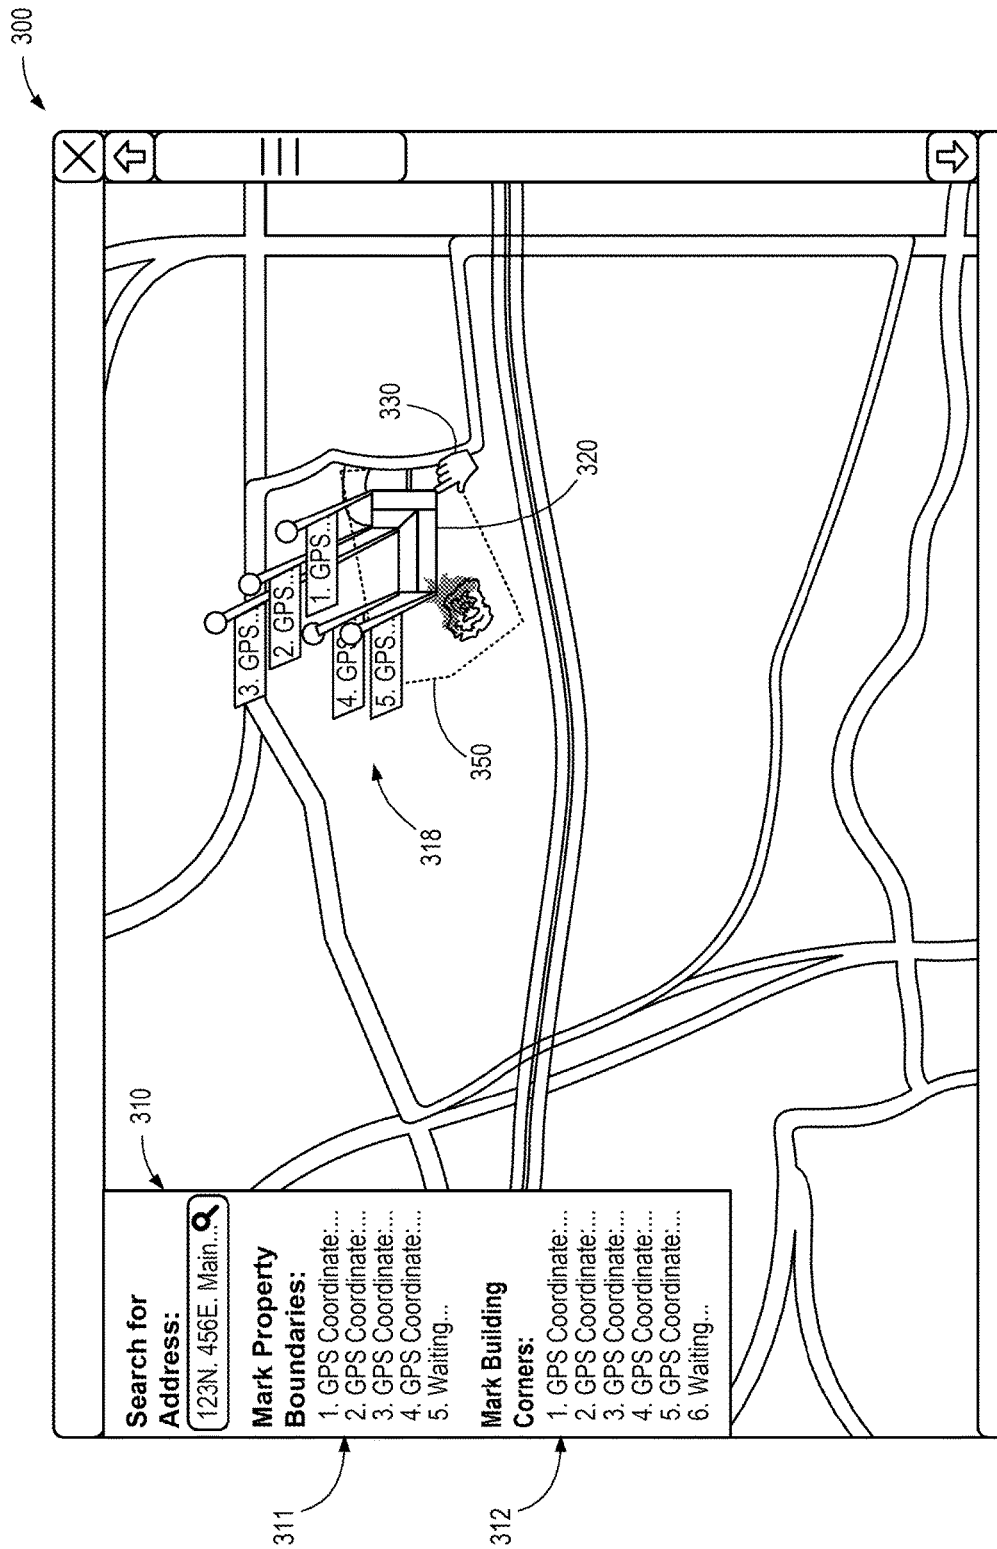 300
310
Search for
Address:
123N. 456E. Main...
Mark Property
Boundaries:
1. GPS Coordinate:....
2. GPS Coordinate:....
3. GPS Coordinate:....
4. GPS Coordinate:....
5. Waiting...
311
Mark Building
Corners:
1. GPS Coordinate:....
2. GPS Coordinate:....
3. GPS Coordinate:....
4. GPS Coordinate:....
5. GPS Coordinate:....
6. Waiting...
312
3. GPS...
2. GPS...
1. GPS...
4. GPS
5. GPS...
318
350
330
320